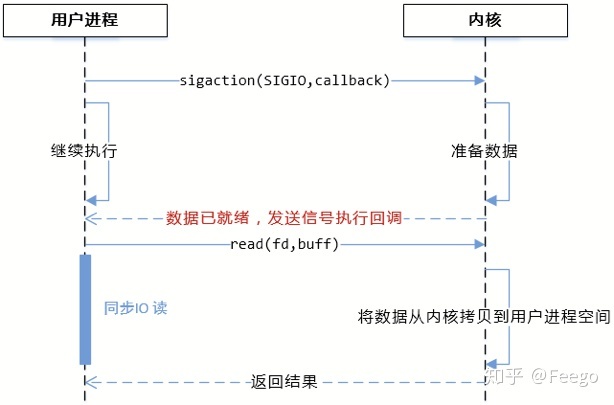 用户进程
内核
sigaction(SIGIO,callback)
继续执行
准备数据
数据已就绪，发送信号执行回调
read(fd,buff)
同步IO 读
将数据从内核拷贝到用户进程空间
返回结果
知乎 @Feego